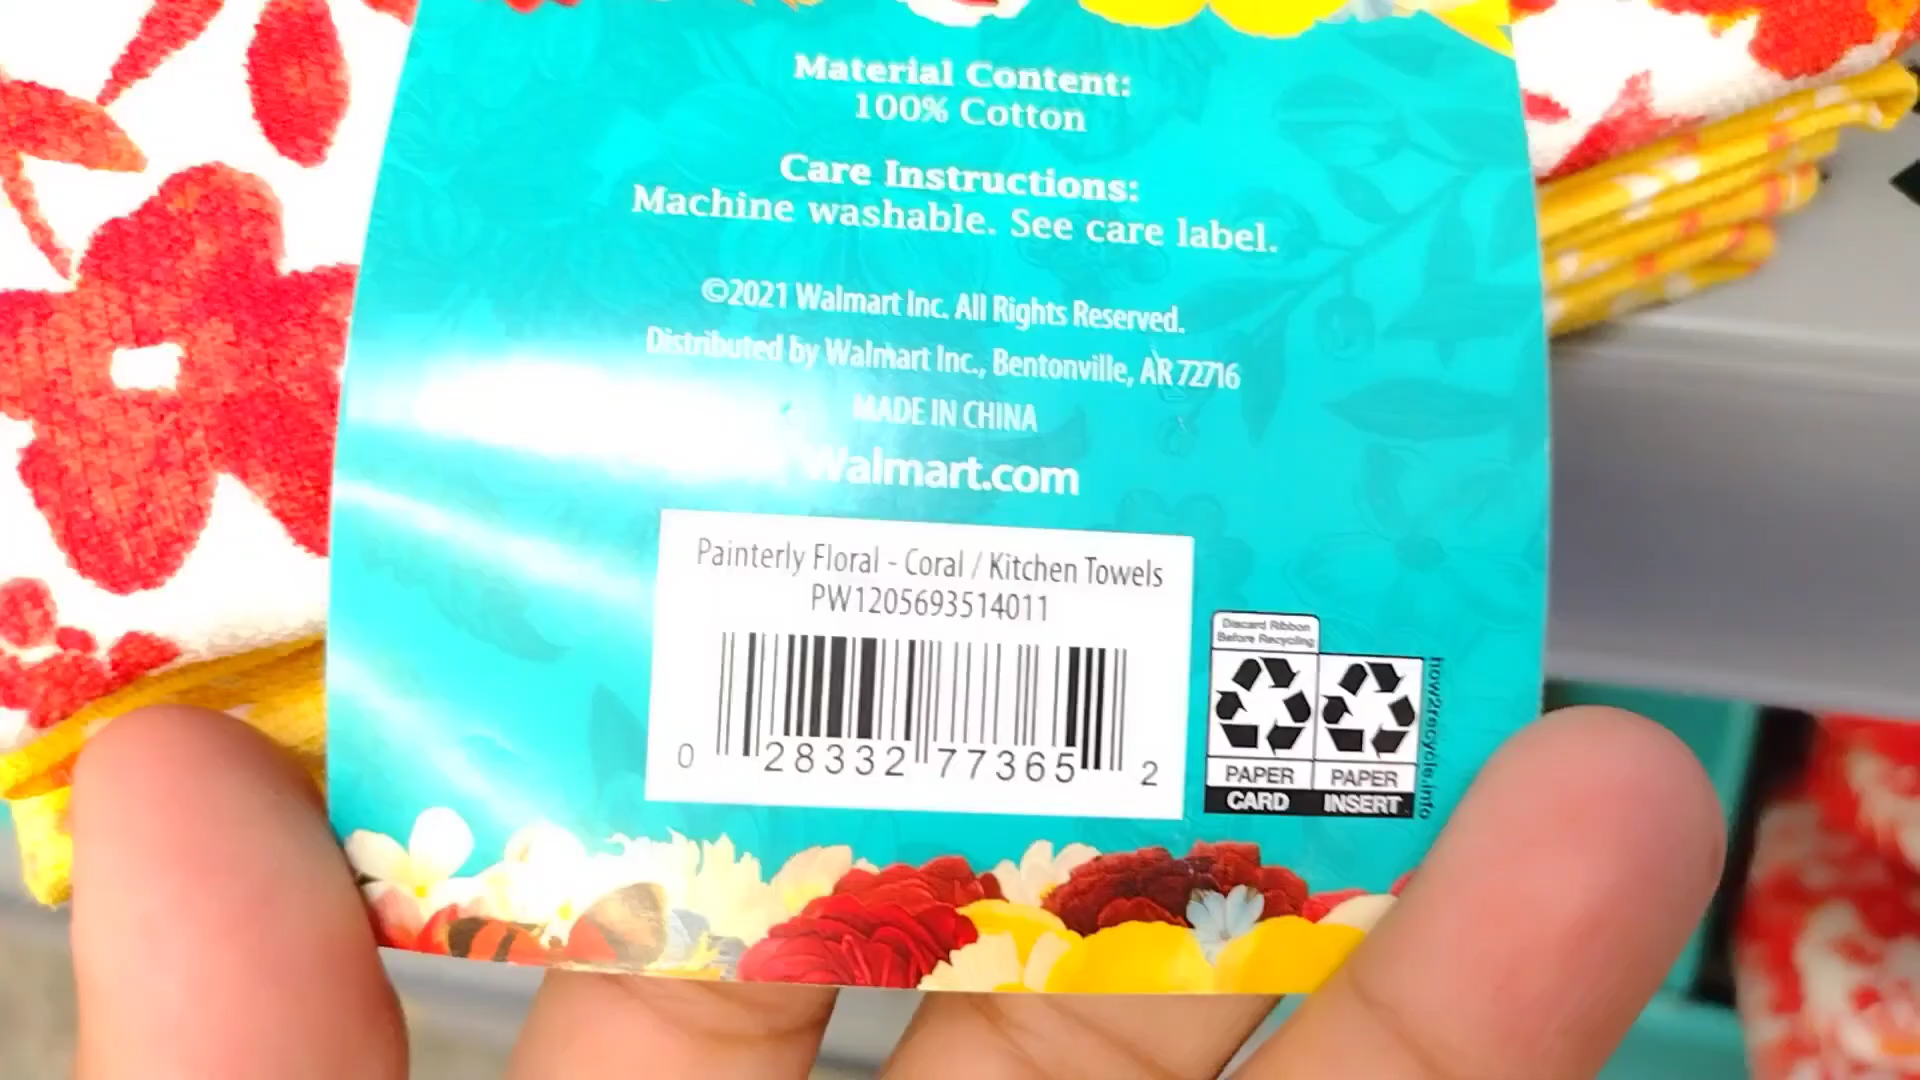 Material Content:
100% Cotton
Care Instructions:
Machine washable. See care label.
©2021 Walmart Inc. All Rights Reserved.
Distributed by Walmart Inc., Bentonville, AR 72716
MADE IN CHINA
Walmart.com
Painterly Floral - Coral / Kitchen Towels
PW1205693514011
0 28332 77365 2
Discard Ribbon
Before Recycling
PAPER PAPER
CARD INSERT
how2recycle.info